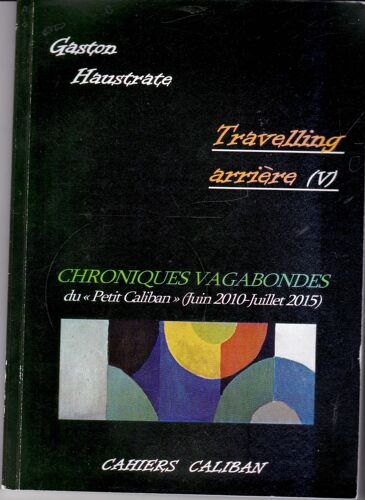 Gaston
Haustrate
Travelling
arrière (V)
CHRONIQUES VAGABONDES
du « Petit Caliban » (Juin 2010-Juillet 2015)
CAHIERS CALIBAN